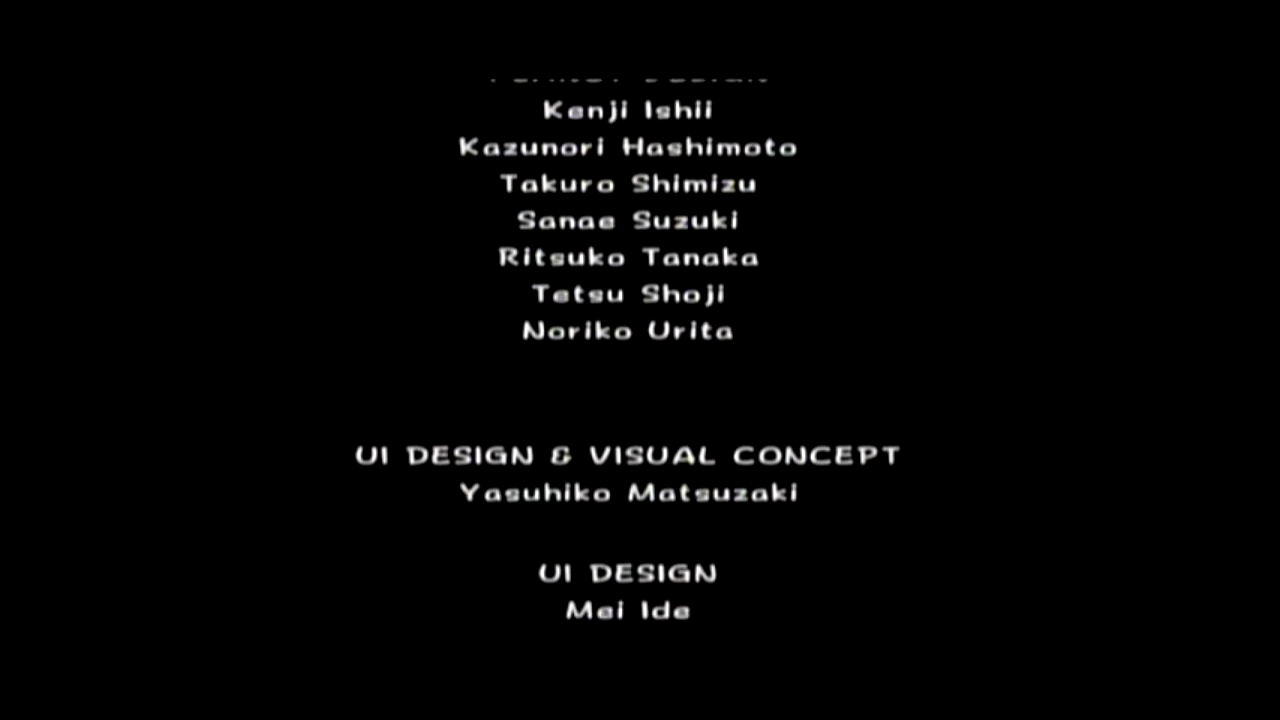 Kenji Ishii
Kazunori Hashimoto
Takuro Shimizu
Sanae Suzuki
Ritsuko Tanaka
Tetsu Shoji
Noriko Urita
UI DESIGN & VISUAL CONCEPT
Yasuhiko Matsuzaki
UI DESIGN
Mei Ide